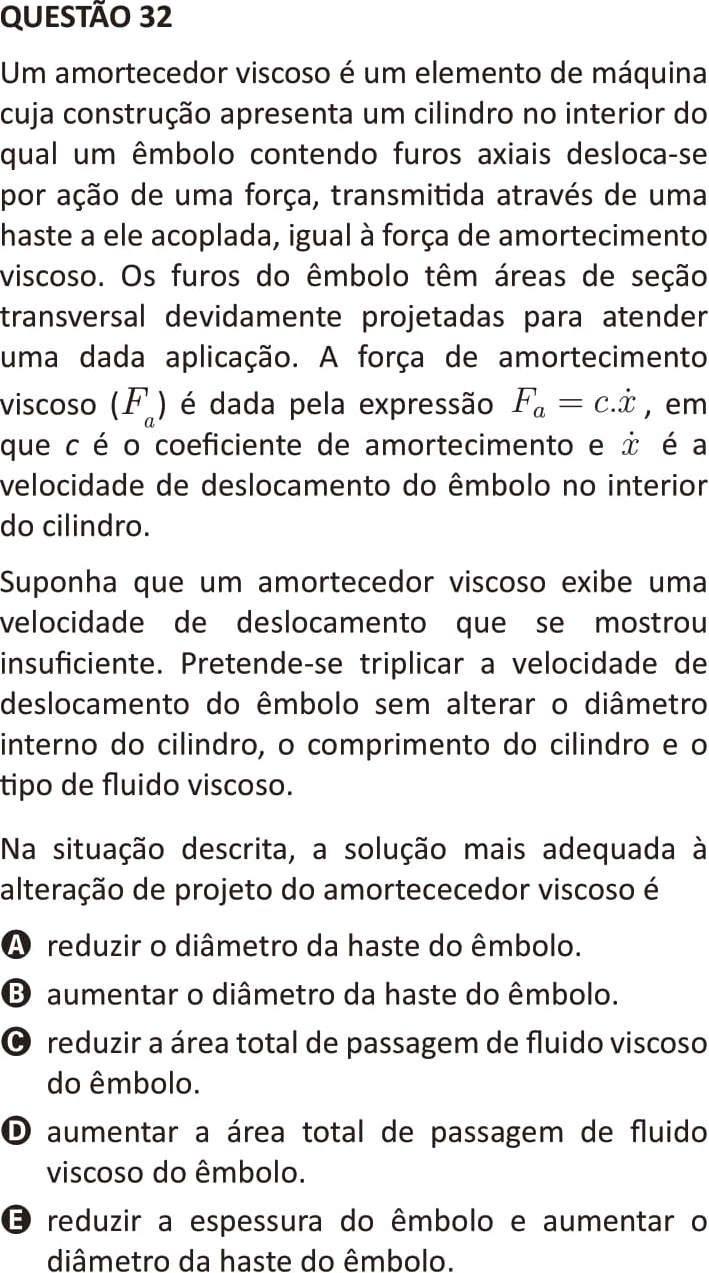 QUESTÃO 32
Um amortecedor viscoso é um elemento de máquina
cuja construção apresenta um cilindro no interior do
qual um êmbolo contendo furos axiais desloca-se
por ação de uma força, transmitida através de uma
haste a ele acoplada, igual à força de amortecimento
viscoso. Os furos do êmbolo têm áreas de seção
transversal devidamente projetadas para atender
uma dada aplicação. A força de amortecimento
viscoso (Fₐ) é dada pela expressão Fₐ = c.ẋ , em
que c é o coeficiente de amortecimento e ẋ é a
velocidade de deslocamento do êmbolo no interior
do cilindro.
Suponha que um amortecedor viscoso exibe uma
velocidade de deslocamento que se mostrou
insuficiente. Pretende-se triplicar a velocidade de
deslocamento do êmbolo sem alterar o diâmetro
interno do cilindro, o comprimento do cilindro e o
tipo de fluido viscoso.
Na situação descrita, a solução mais adequada à
alteração de projeto do amortececedor viscoso é
A reduzir o diâmetro da haste do êmbolo.
B aumentar o diâmetro da haste do êmbolo.
C reduzir a área total de passagem de fluido viscoso
do êmbolo.
D aumentar a área total de passagem de fluido
viscoso do êmbolo.
E reduzir a espessura do êmbolo e aumentar o
diâmetro da haste do êmbolo.